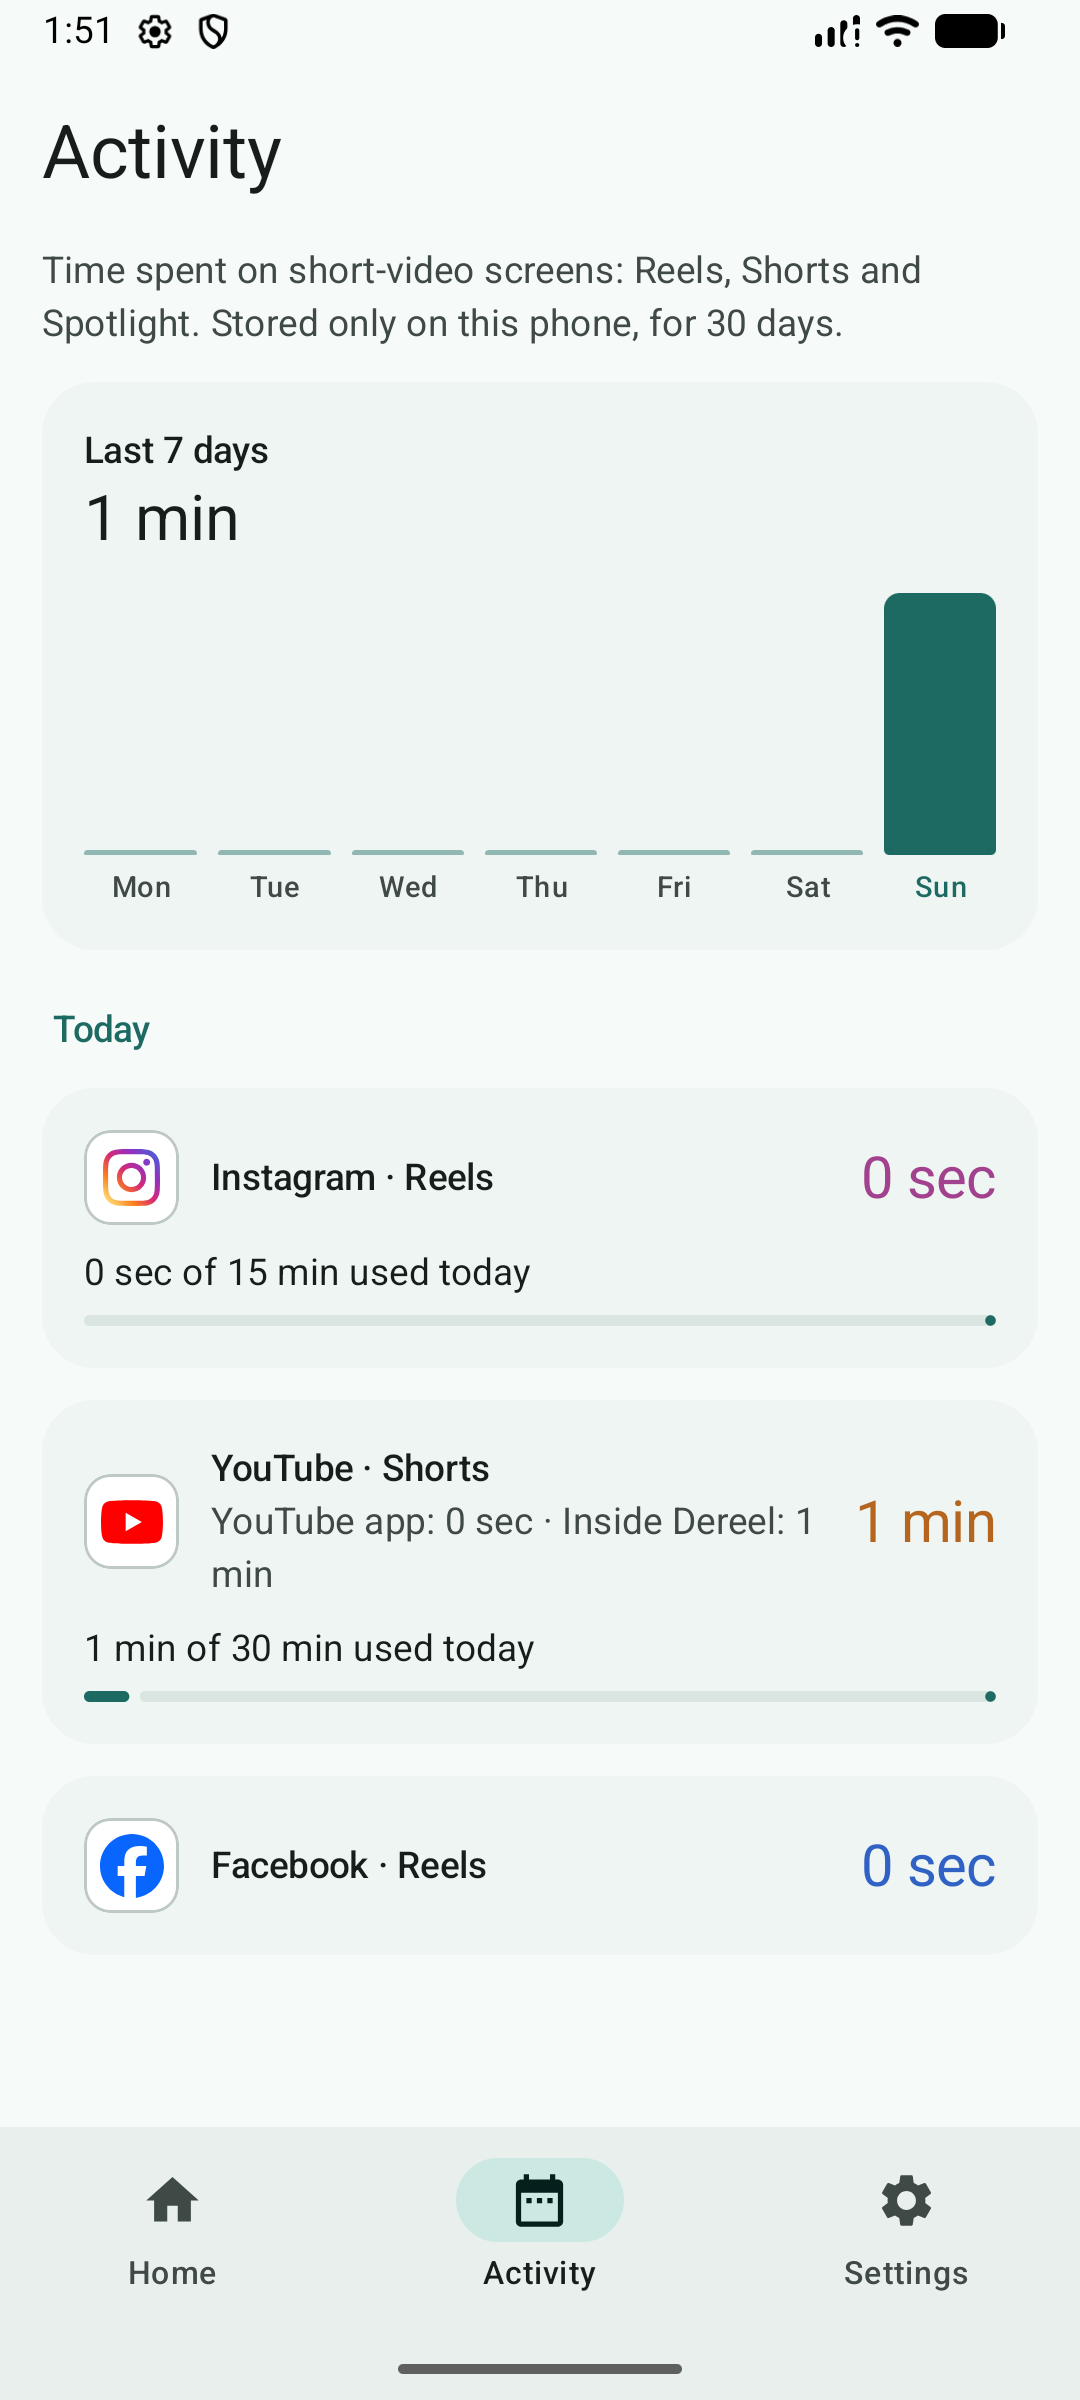 1:51
Activity
Time spent on short-video screens: Reels, Shorts and
Spotlight. Stored only on this phone, for 30 days.
Last 7 days
1 min
Mon Tue Wed Thu Fri Sat Sun
Today
Instagram · Reels
0 sec
0 sec of 15 min used today
YouTube · Shorts
YouTube app: 0 sec · Inside Dereel: 1
min
1 min
1 min of 30 min used today
Facebook · Reels
0 sec
Home Activity Settings